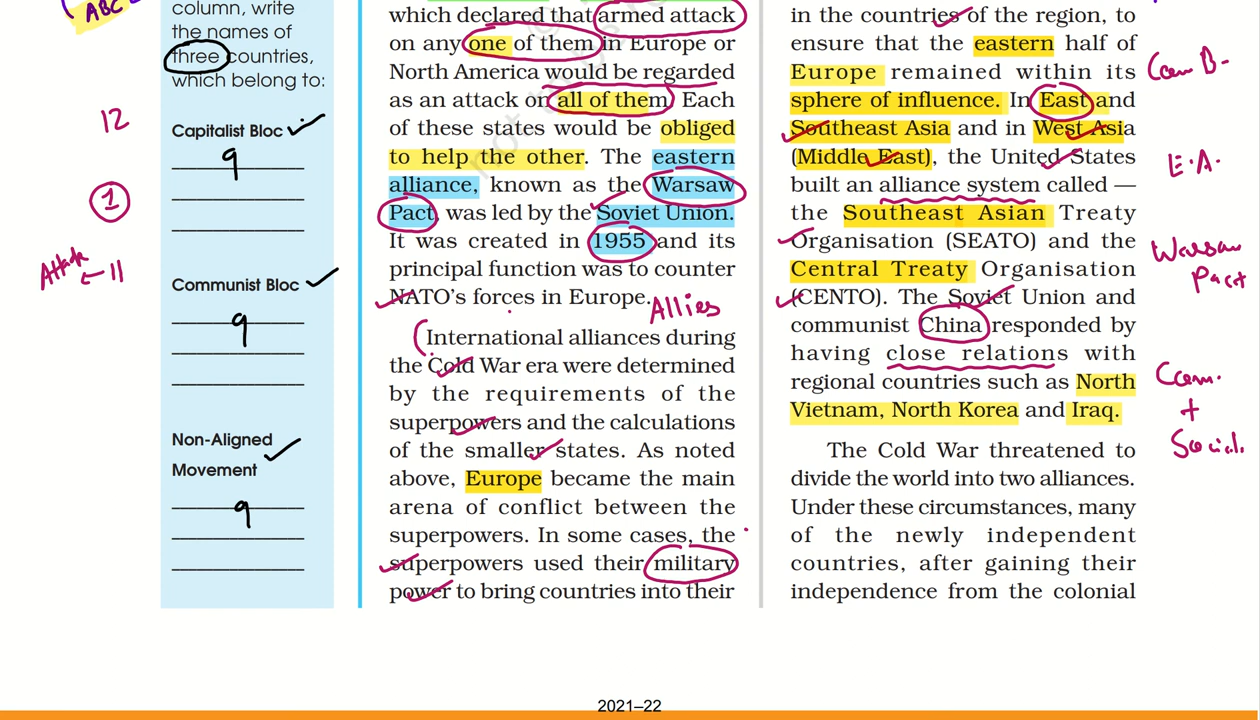 ABC
column, write
the names of
three countries,
which belong to:
12
Capitalist Bloc
9
1
Attack ← 11
Communist Bloc
9
Non-Aligned
Movement
9
which declared that armed attack
on any one of them in Europe or
North America would be regarded
as an attack on all of them. Each
of these states would be obliged
to help the other. The eastern
alliance, known as the Warsaw
Pact, was led by the Soviet Union.
It was created in 1955 and its
principal function was to counter
NATO's forces in Europe.
Allies
International alliances during
the Cold War era were determined
by the requirements of the
superpowers and the calculations
of the smaller states. As noted
above, Europe became the main
arena of conflict between the
superpowers. In some cases, the
superpowers used their military
power to bring countries into their
in the countries of the region, to
ensure that the eastern half of
Europe remained within its
sphere of influence. In East and
Southeast Asia and in West Asia
(Middle East), the United States
built an alliance system called —
the Southeast Asian Treaty
Organisation (SEATO) and the
Central Treaty Organisation
(CENTO). The Soviet Union and
communist China responded by
having close relations with
regional countries such as North
Vietnam, North Korea and Iraq.
The Cold War threatened to
divide the world into two alliances.
Under these circumstances, many
of the newly independent
countries, after gaining their
independence from the colonial
Com B.
E.A.
Warsaw
Pact
Com.
+
Social.
not
2021–22